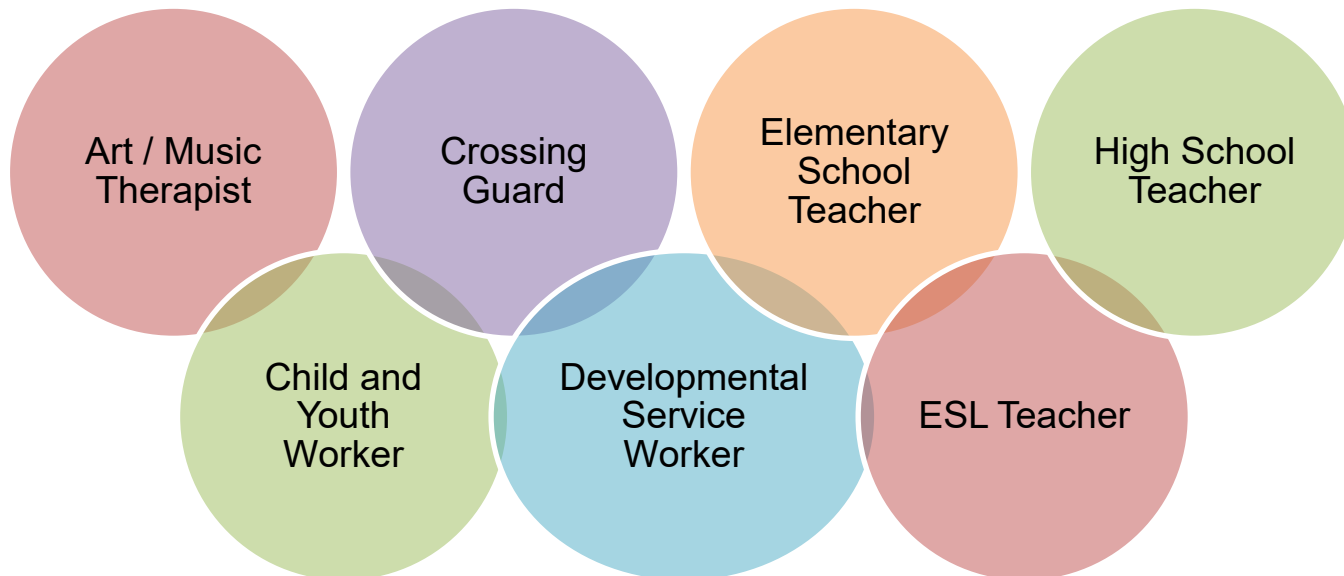 Art / Music
Therapist
Crossing
Guard
Elementary
School
Teacher
High School
Teacher
Child and
Youth
Worker
Developmental
Service
Worker
ESL Teacher